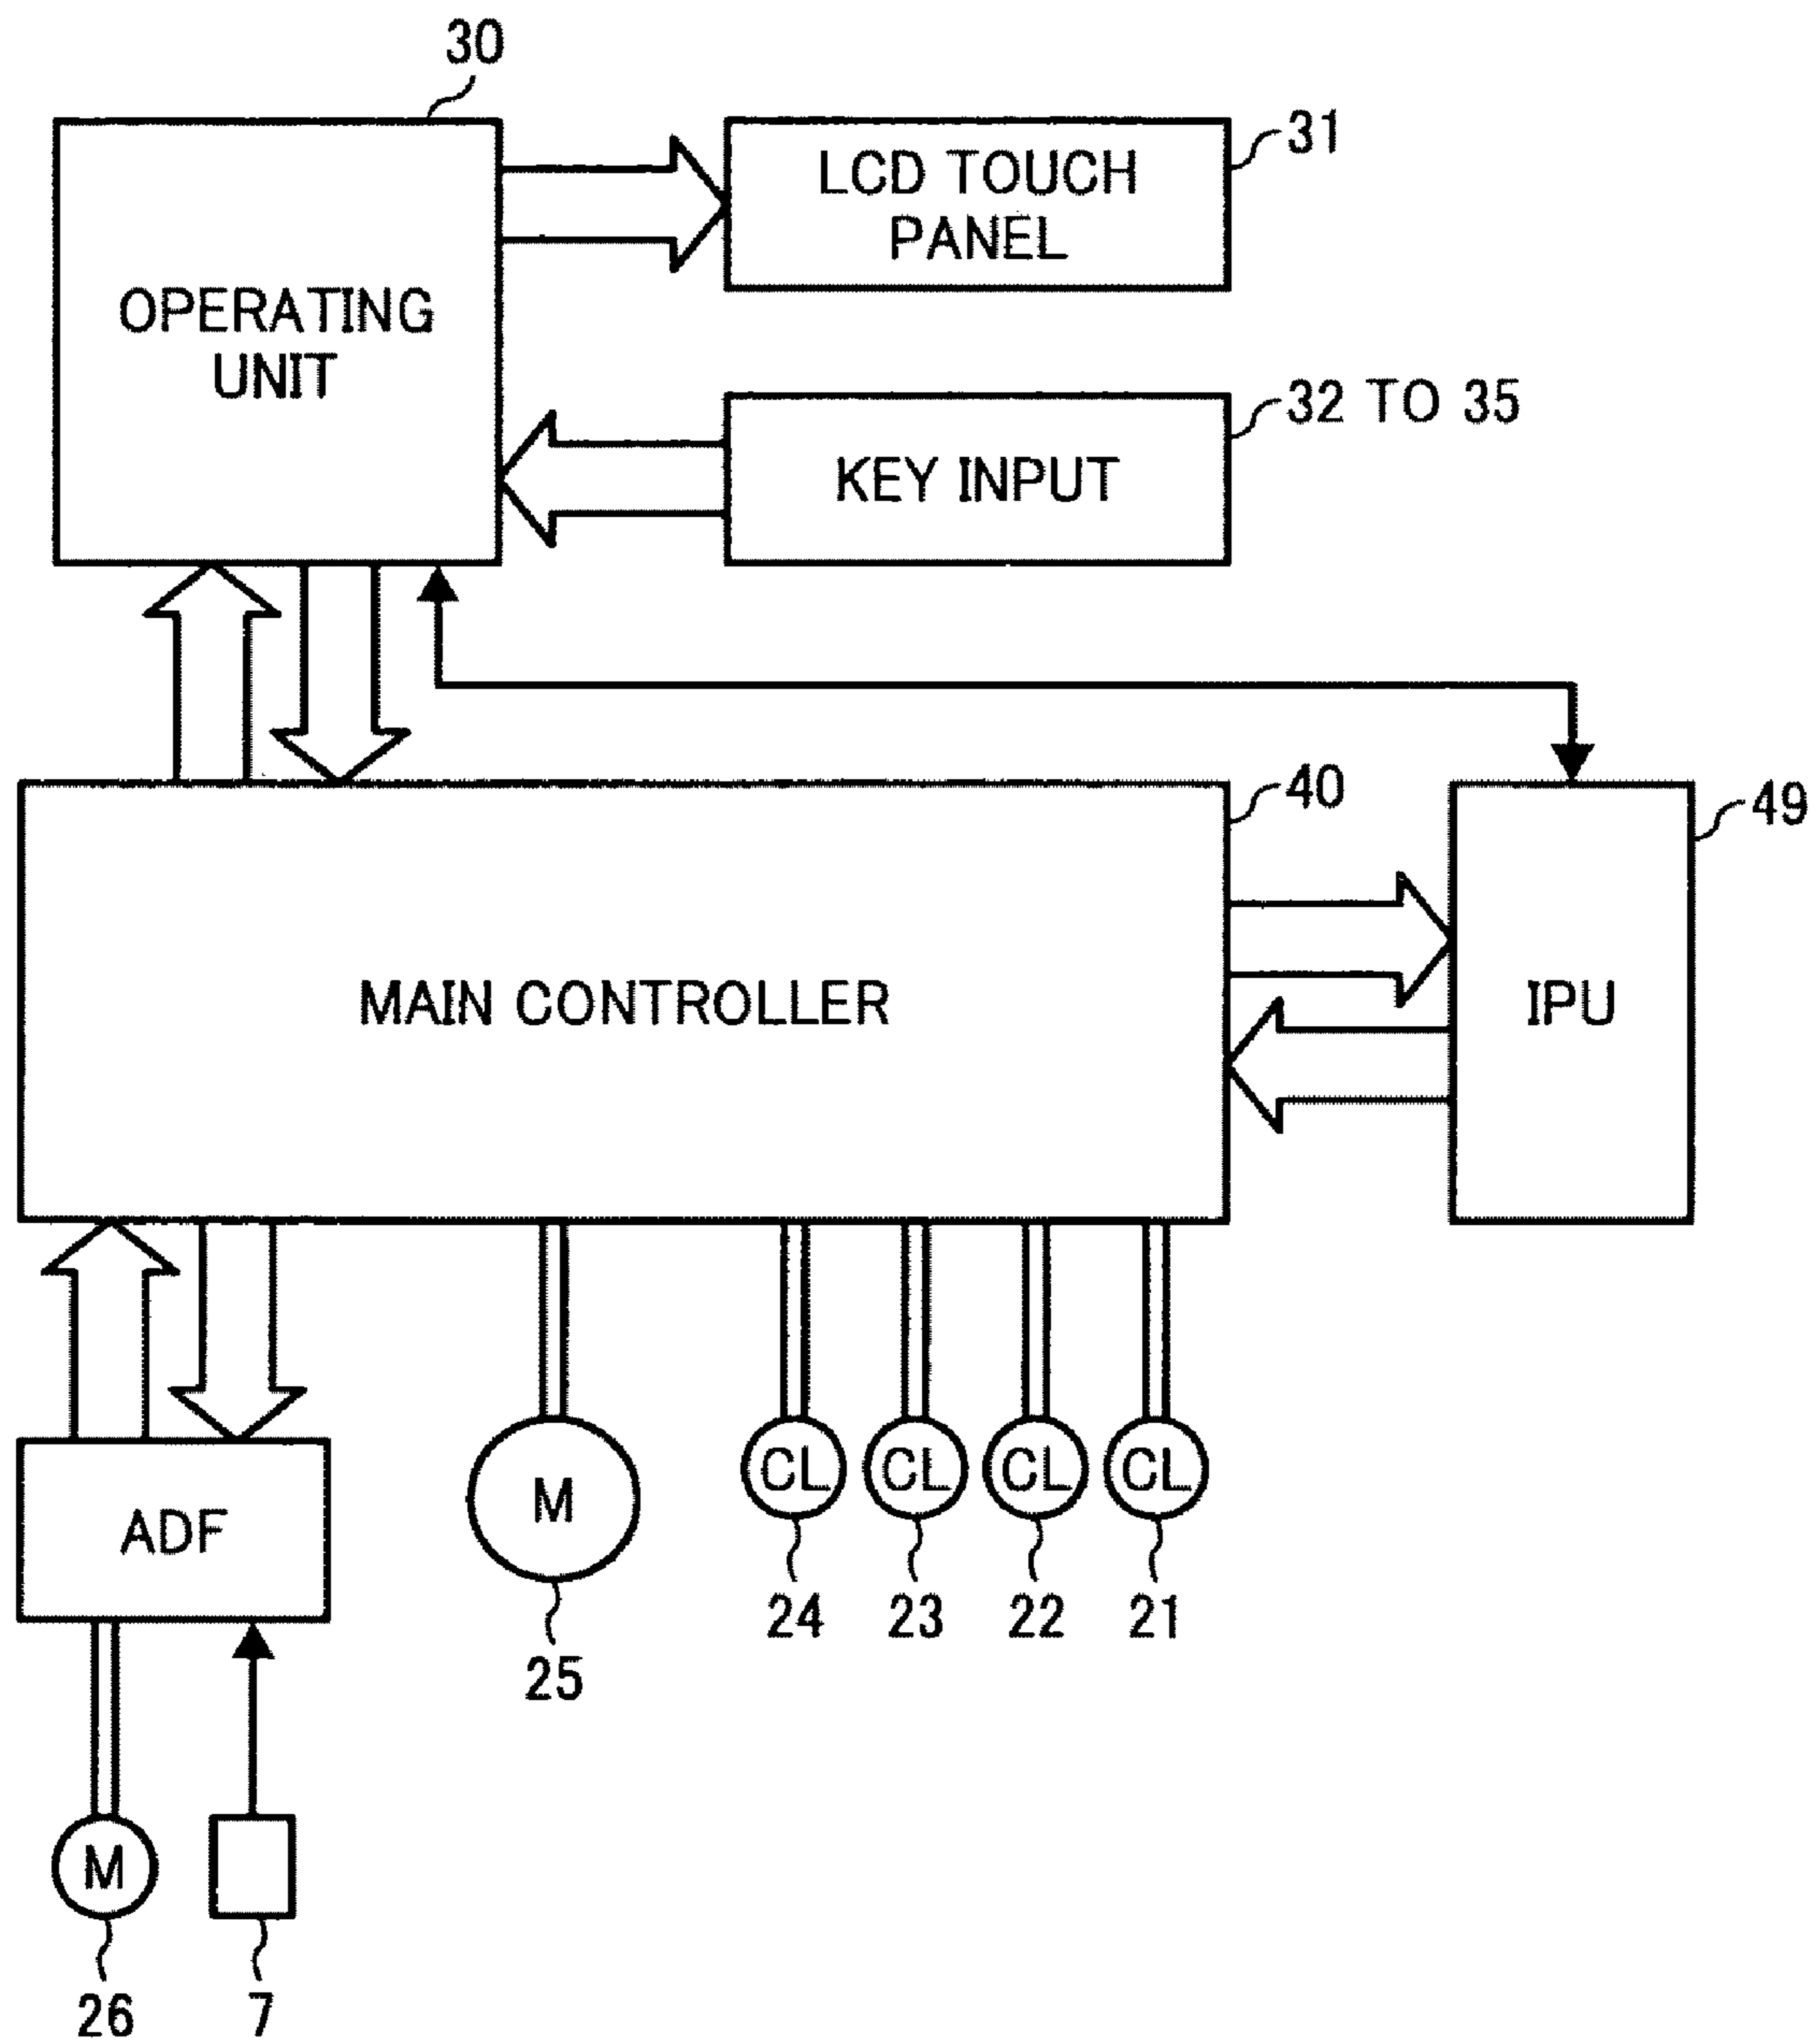 30
LCD TOUCH
PANEL
31
OPERATING
UNIT
KEY INPUT
32 TO 35
MAIN CONTROLLER
40
IPU
49
ADF
M
25
CL
24
CL
23
CL
22
CL
21
M
26
7